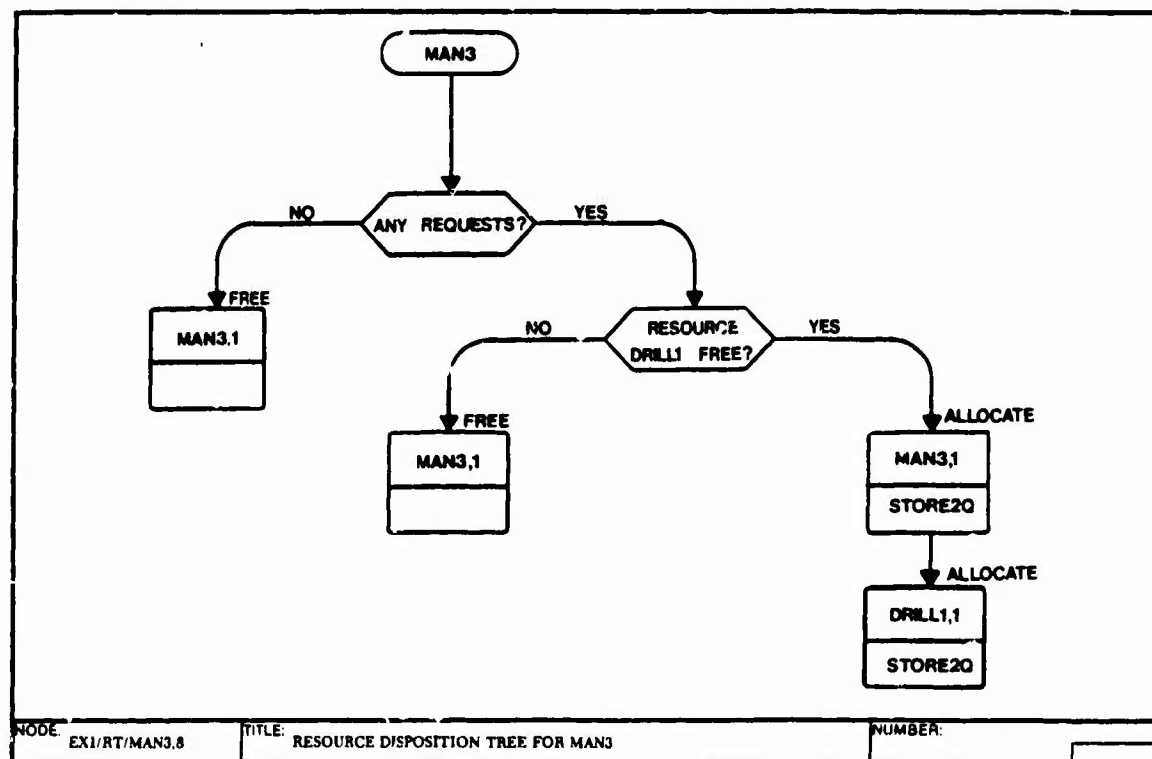 MAN3
NO
ANY REQUESTS?
YES
FREE
MAN3,1
NO
RESOURCE
DRILL1 FREE?
YES
FREE
MAN3,1
ALLOCATE
MAN3,1
STORE2Q
ALLOCATE
DRILL1,1
STORE2Q
NODE: EX1/RT/MAN3,8
TITLE: RESOURCE DISPOSITION TREE FOR MAN3
NUMBER: